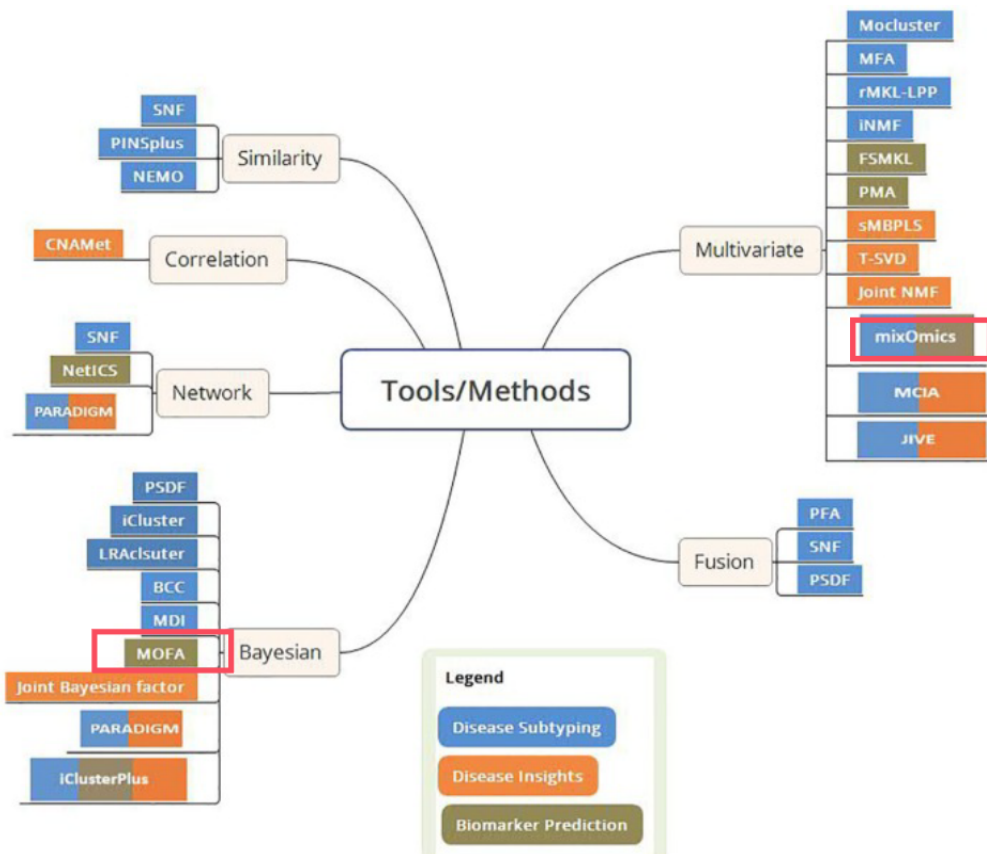 SNF
PINSplus
NEMO
Similarity
CNAMet
Correlation
SNF
NetICS
PARADIGM
Network
PSDF
iCluster
LRAclsuter
BCC
MDI
MOFA
Joint Bayesian factor
PARADIGM
iClusterPlus
Bayesian
Tools/Methods
Mocluster
MFA
rMKL-LPP
iNMF
FSMKL
PMA
sMBPLS
T-SVD
Joint NMF
mixOmics
MCIA
JIVE
Multivariate
PFA
SNF
PSDF
Fusion
Legend
Disease Subtyping
Disease Insights
Biomarker Prediction